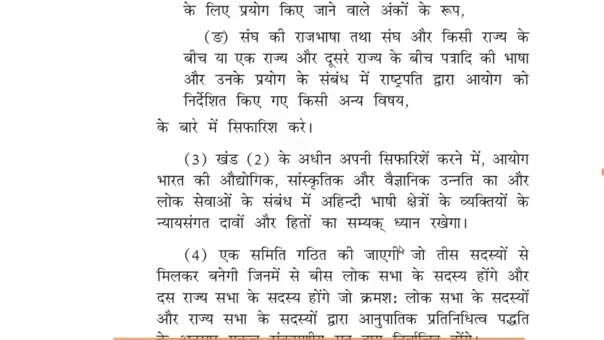 के लिए प्रयोग किए जाने वाले अंकों के रूप,
(ङ) संघ की राजभाषा तथा संघ और किसी राज्य के
बीच या एक राज्य और दूसरे राज्य के बीच पत्रादि की भाषा
और उनके प्रयोग के संबंध में राष्ट्रपति द्वारा आयोग को
निर्देशित किए गए किसी अन्य विषय,
के बारे में सिफारिश करे।
(3) खंड (2) के अधीन अपनी सिफारिशें करने में, आयोग
भारत की औद्योगिक, सांस्कृतिक और वैज्ञानिक उन्नति का और
लोक सेवाओं के संबंध में अहिन्दी भाषी क्षेत्रों के व्यक्तियों के
न्यायसंगत दावों और हितों का सम्यक् ध्यान रखेगा।
(4) एक समिति गठित की जाएगी जो तीस सदस्यों से
मिलकर बनेगी जिनमें से बीस लोक सभा के सदस्य होंगे और
दस राज्य सभा के सदस्य होंगे जो क्रमश: लोक सभा के सदस्यों
और राज्य सभा के सदस्यों द्वारा आनुपातिक प्रतिनिधित्व पद्धति